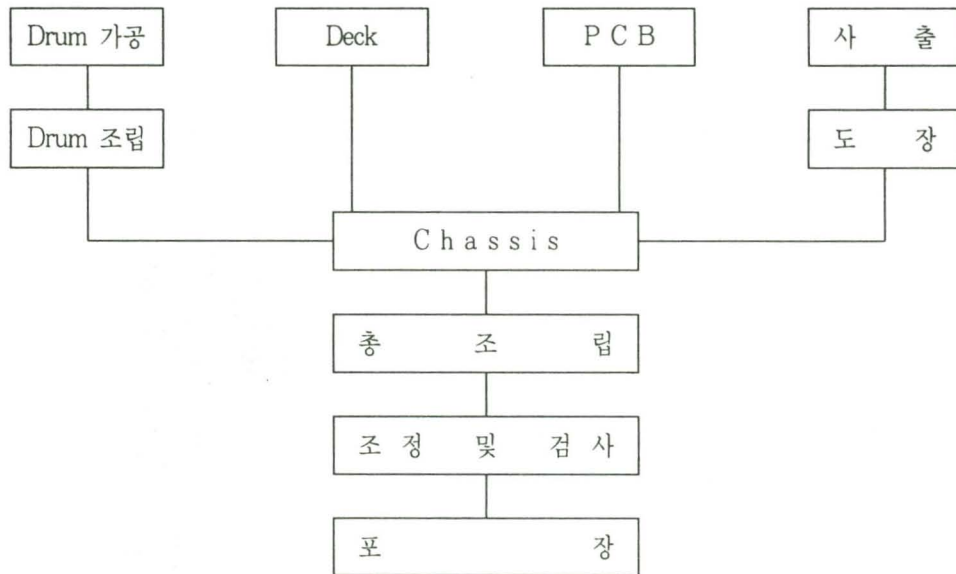 Drum 가공
Deck
P C B
사 출
Drum 조립
도 장
C h a s s i s
총 조 립
조 정 및 검 사
포 장